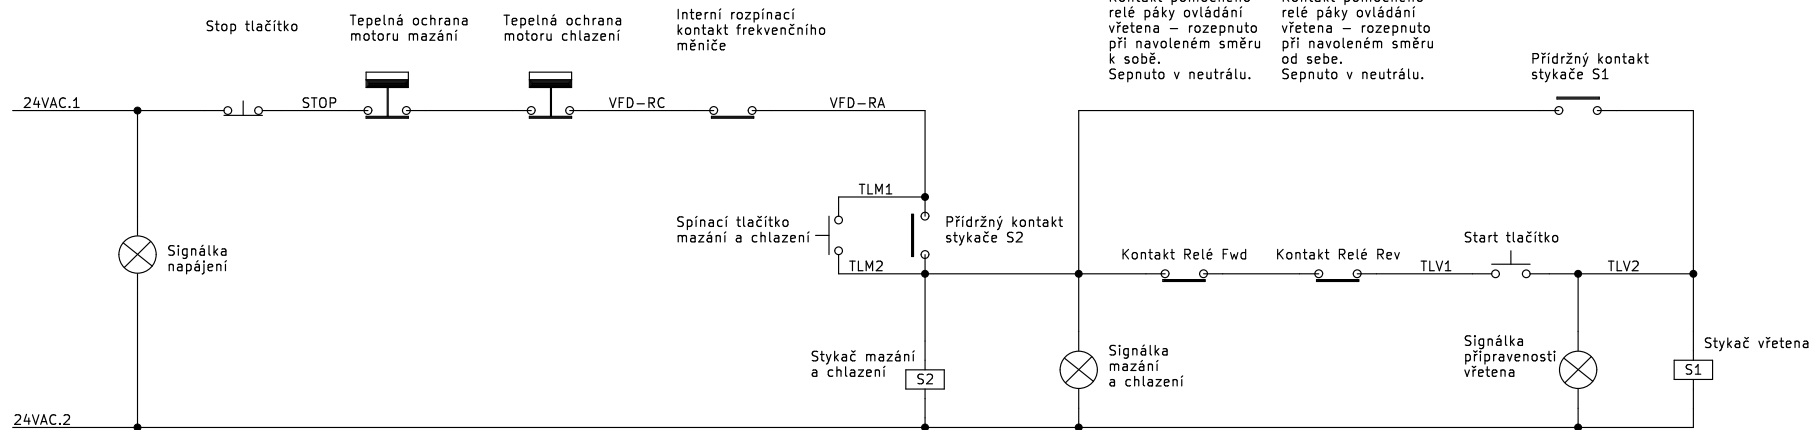 Stop tlačítko
Tepelná ochrana
motoru mazání
Tepelná ochrana
motoru chlazení
Interní rozpínací
kontakt frekvenčního
měniče
Kontakt pomocného
relé páky ovládání
vřetena – rozepnuto
při navoleném směru
k sobě.
Sepnuto v neutrálu.
Kontakt pomocného
relé páky ovládání
vřetena – rozepnuto
při navoleném směru
od sebe.
Sepnuto v neutrálu.
Přídržný kontakt
stykače S1
24VAC.1
STOP
VFD–RC
VFD–RA
TLM1
Spínací tlačítko
mazání a chlazení
Přídržný kontakt
stykače S2
TLM2
Signálka
napájení
Kontakt Relé Fwd
Kontakt Relé Rev
TLV1
Start tlačítko
TLV2
Stykač mazání
a chlazení
S2
Signálka
mazání
a chlazení
Signálka
připravenosti
vřetena
Stykač vřetena
S1
24VAC.2